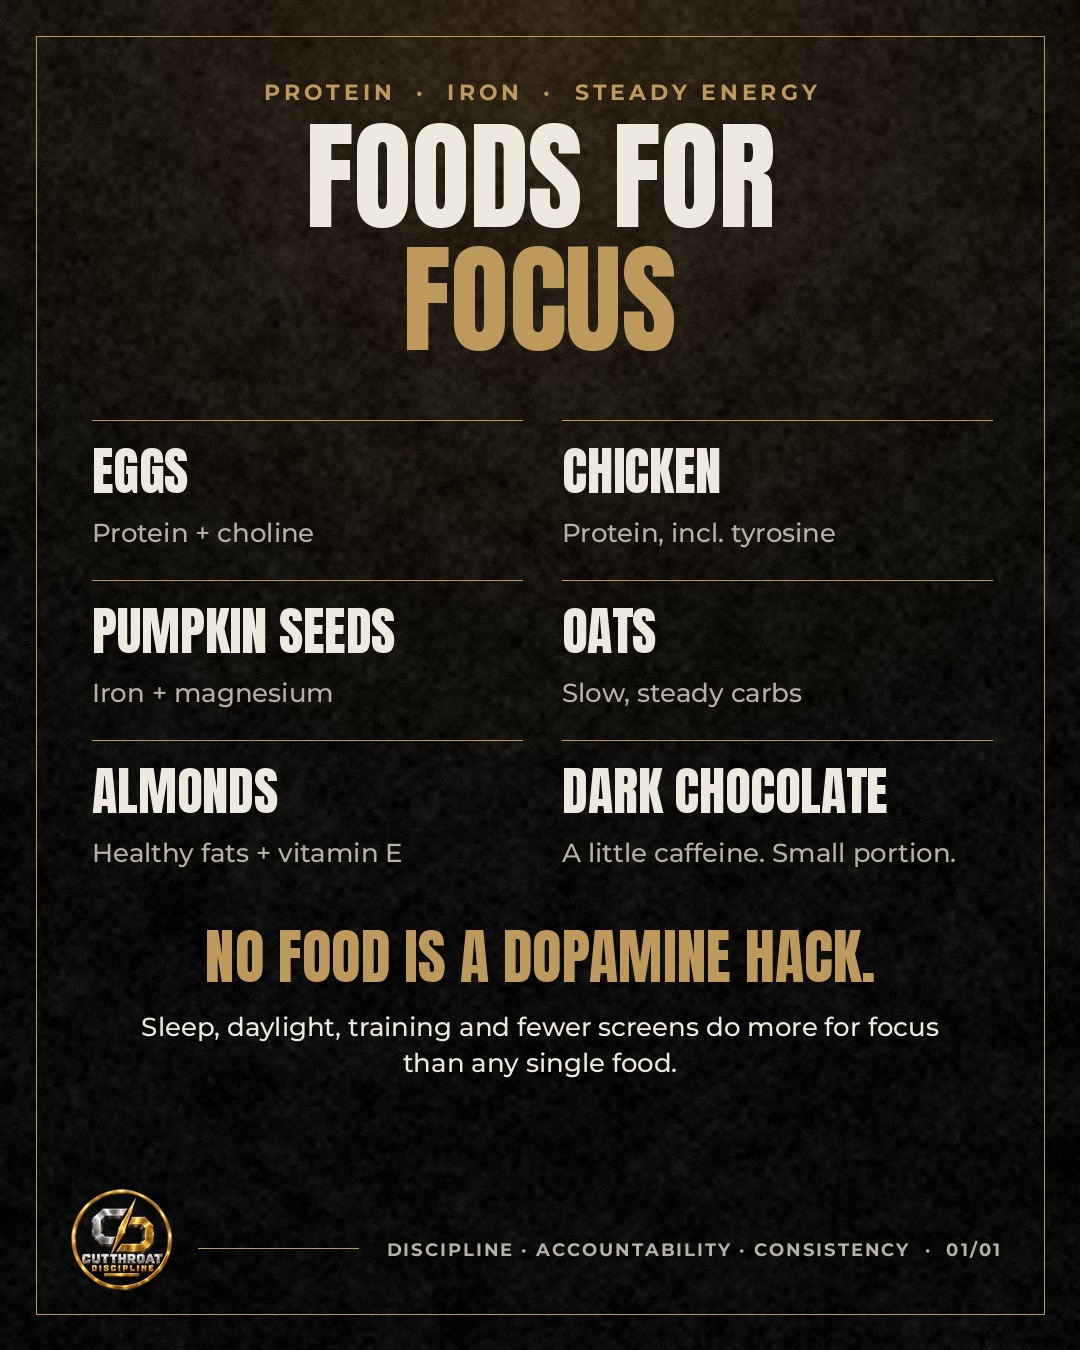 PROTEIN · IRON · STEADY ENERGY
FOODS FOR
FOCUS
EGGS
Protein + choline
CHICKEN
Protein, incl. tyrosine
PUMPKIN SEEDS
Iron + magnesium
OATS
Slow, steady carbs
ALMONDS
Healthy fats + vitamin E
DARK CHOCOLATE
A little caffeine. Small portion.
NO FOOD IS A DOPAMINE HACK.
Sleep, daylight, training and fewer screens do more for focus
than any single food.
CD
CUTTHROAT
DISCIPLINE
DISCIPLINE · ACCOUNTABILITY · CONSISTENCY · 01/01